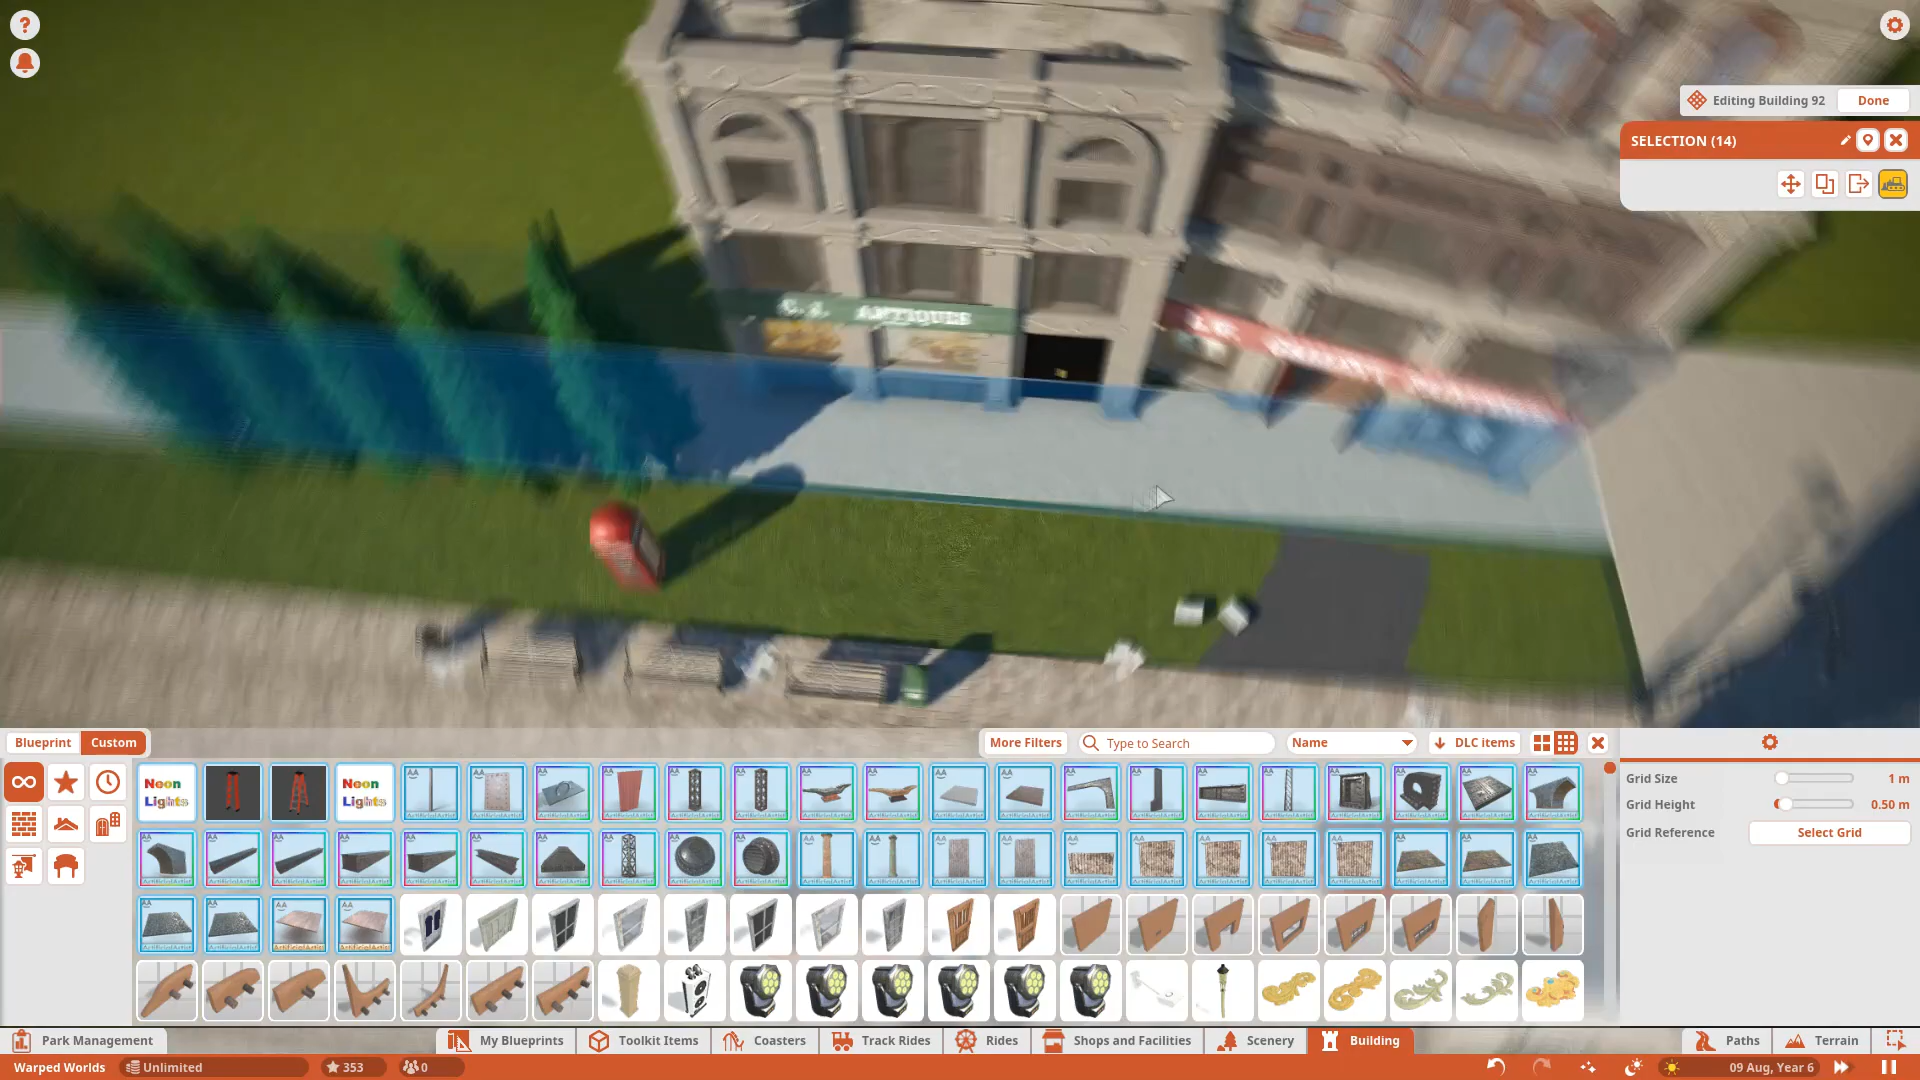 Editing Building 92
Done
SELECTION (14)
C. J. ANTIQUES
Blueprint
Custom
More Filters
Type to Search
Name
DLC items
Neon Lights
Neon Lights
Grid Size
1 m
Grid Height
0.50 m
Grid Reference
Select Grid
Park Management
My Blueprints
Toolkit Items
Coasters
Track Rides
Rides
Shops and Facilities
Scenery
Building
Paths
Terrain
Warped Worlds
Unlimited
353
0
09 Aug, Year 6